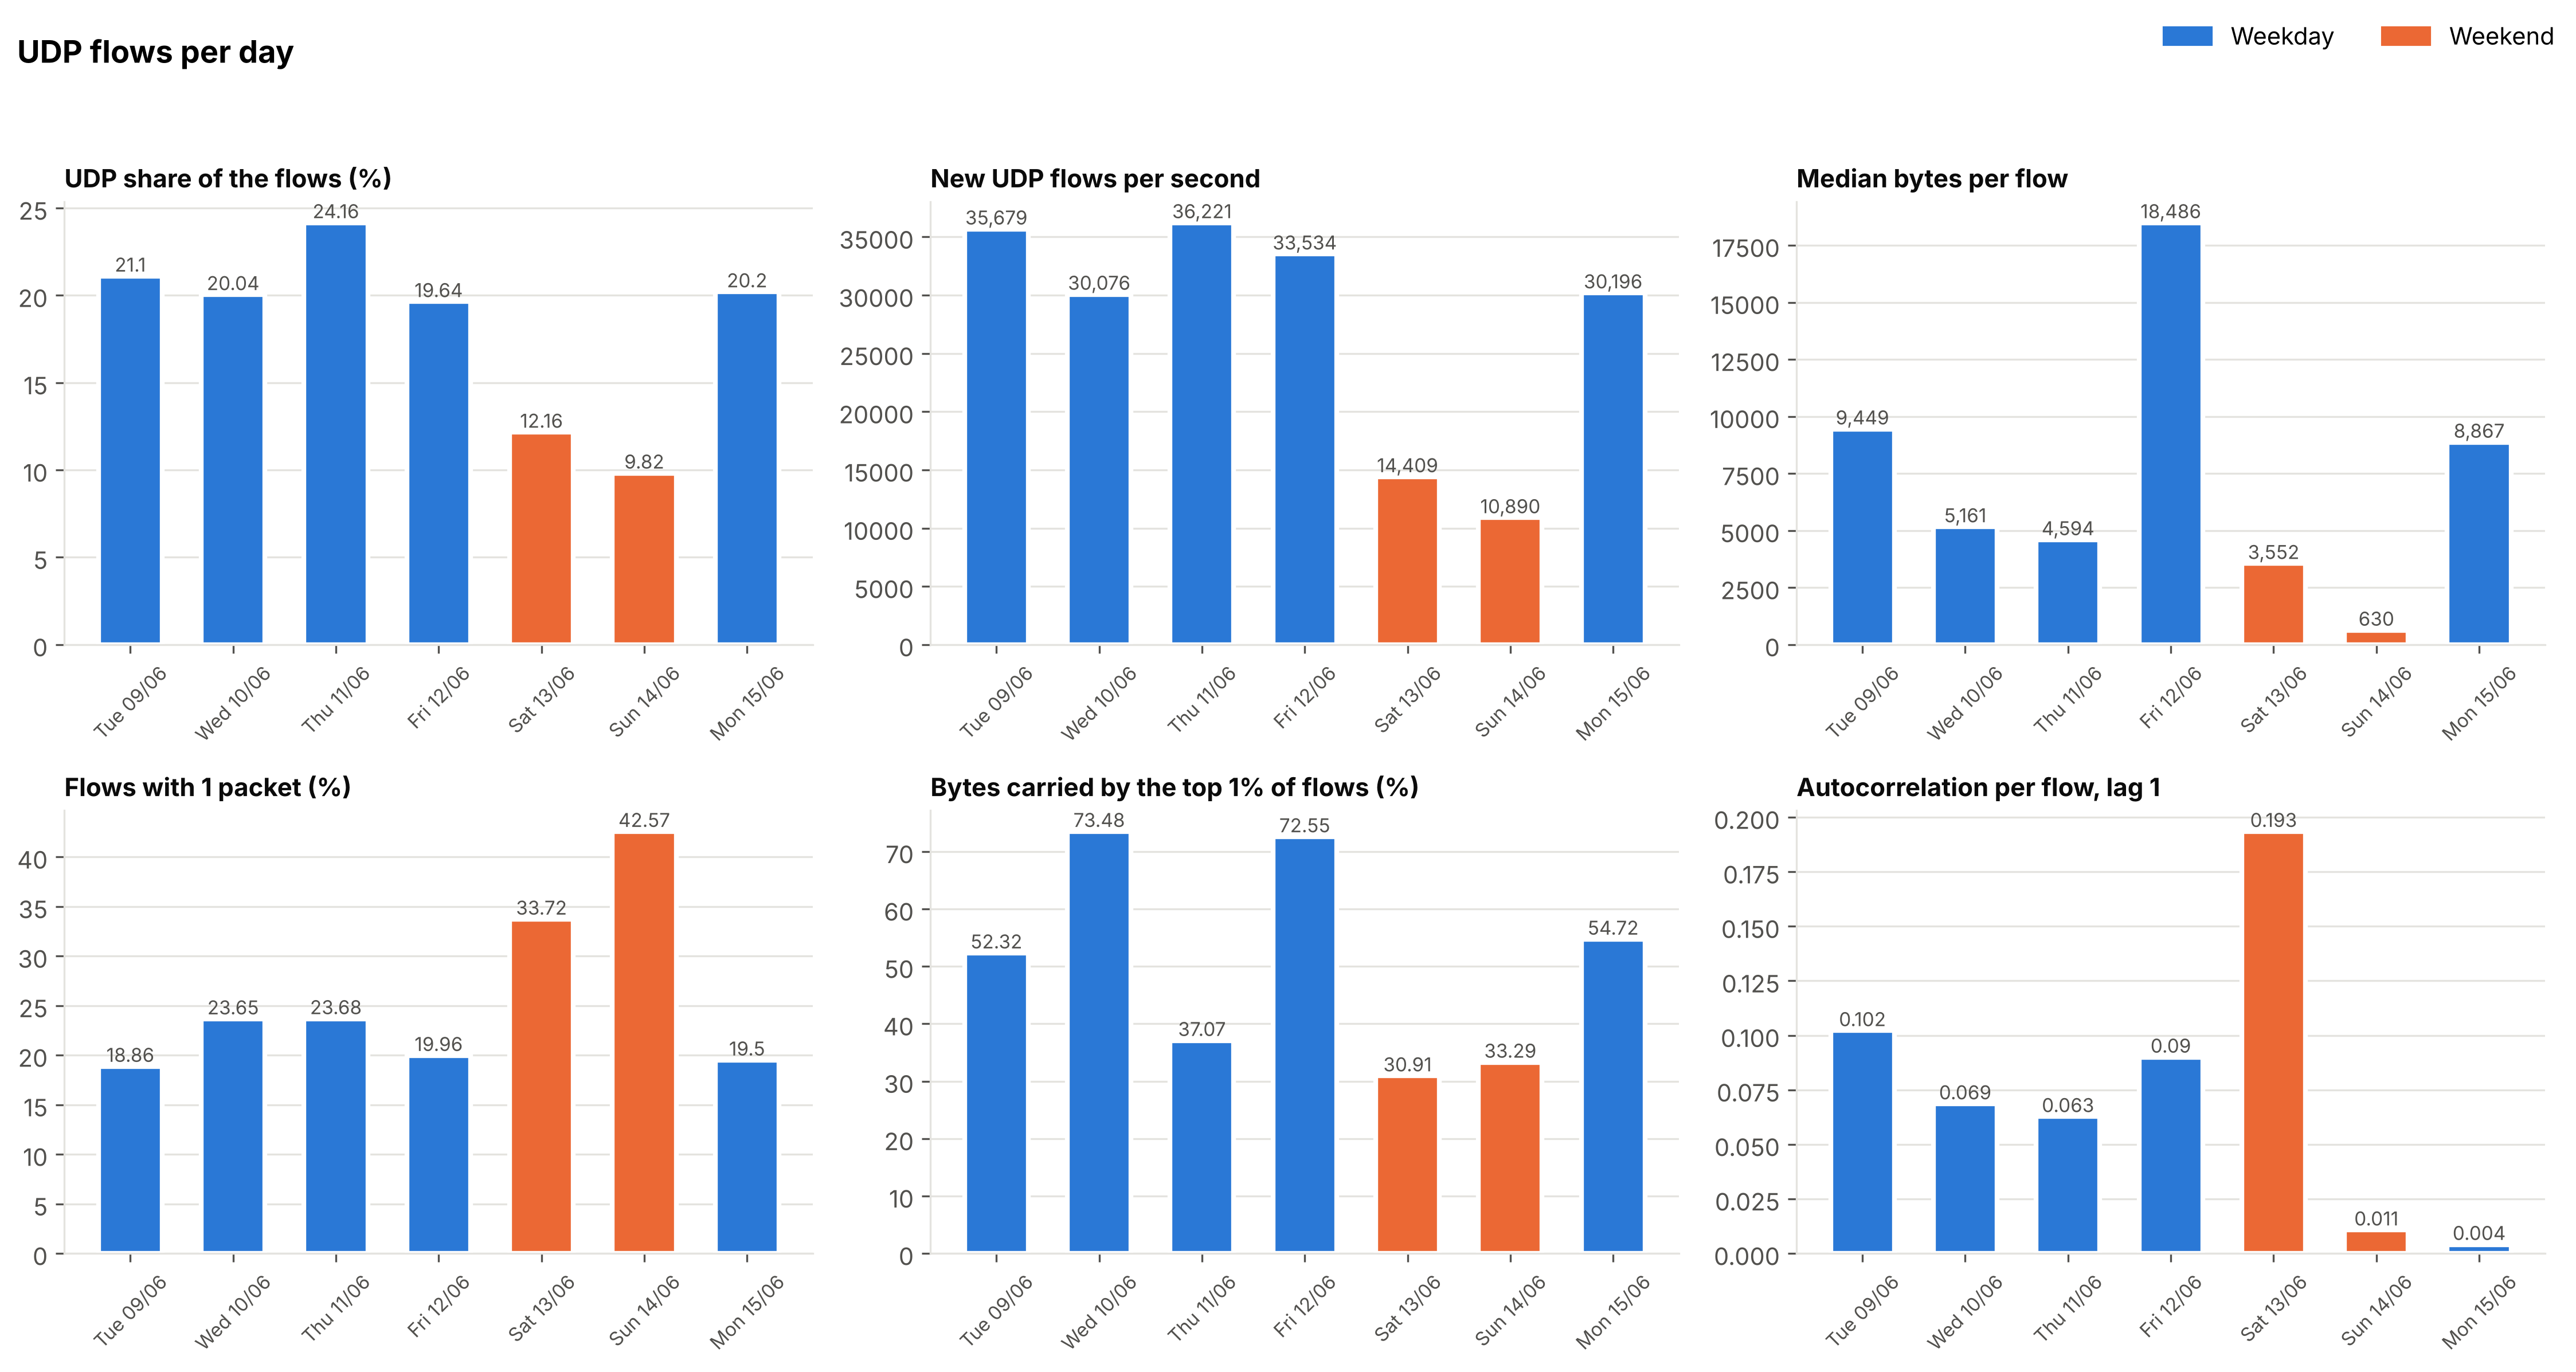 UDP flows per day
Weekday
Weekend
UDP share of the flows (%)
25
20
15
10
5
0
21.1
20.04
24.16
19.64
12.16
9.82
20.2
Tue 09/06
Wed 10/06
Thu 11/06
Fri 12/06
Sat 13/06
Sun 14/06
Mon 15/06
New UDP flows per second
35000
30000
25000
20000
15000
10000
5000
0
35,679
30,076
36,221
33,534
14,409
10,890
30,196
Tue 09/06
Wed 10/06
Thu 11/06
Fri 12/06
Sat 13/06
Sun 14/06
Mon 15/06
Median bytes per flow
17500
15000
12500
10000
7500
5000
2500
0
9,449
5,161
4,594
18,486
3,552
630
8,867
Tue 09/06
Wed 10/06
Thu 11/06
Fri 12/06
Sat 13/06
Sun 14/06
Mon 15/06
Flows with 1 packet (%)
40
35
30
25
20
15
10
5
0
18.86
23.65
23.68
19.96
33.72
42.57
19.5
Tue 09/06
Wed 10/06
Thu 11/06
Fri 12/06
Sat 13/06
Sun 14/06
Mon 15/06
Bytes carried by the top 1% of flows (%)
70
60
50
40
30
20
10
0
52.32
73.48
37.07
72.55
30.91
33.29
54.72
Tue 09/06
Wed 10/06
Thu 11/06
Fri 12/06
Sat 13/06
Sun 14/06
Mon 15/06
Autocorrelation per flow, lag 1
0.200
0.175
0.150
0.125
0.100
0.075
0.050
0.025
0.000
0.102
0.069
0.063
0.09
0.193
0.011
0.004
Tue 09/06
Wed 10/06
Thu 11/06
Fri 12/06
Sat 13/06
Sun 14/06
Mon 15/06